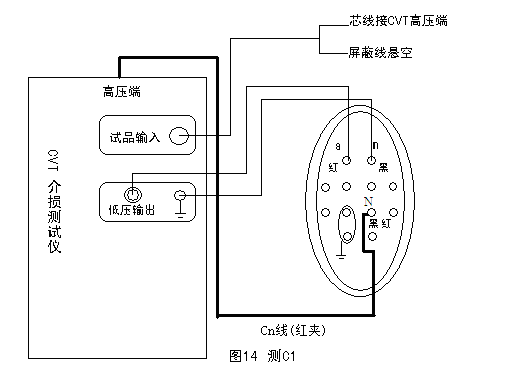 芯线接CVT高压端
屏蔽线悬空
高压端
试品输入
CVT 介损测试仪
低压输出
a
n
红
黑
N
黑 红
Cn线(红夹)
图14 测C1